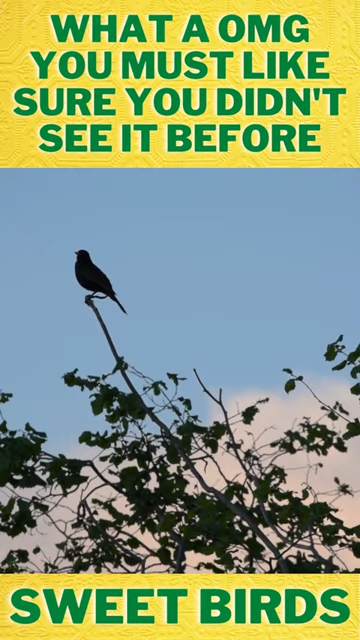 WHAT A OMG
YOU MUST LIKE
SURE YOU DIDN'T
SEE IT BEFORE
SWEET BIRDS